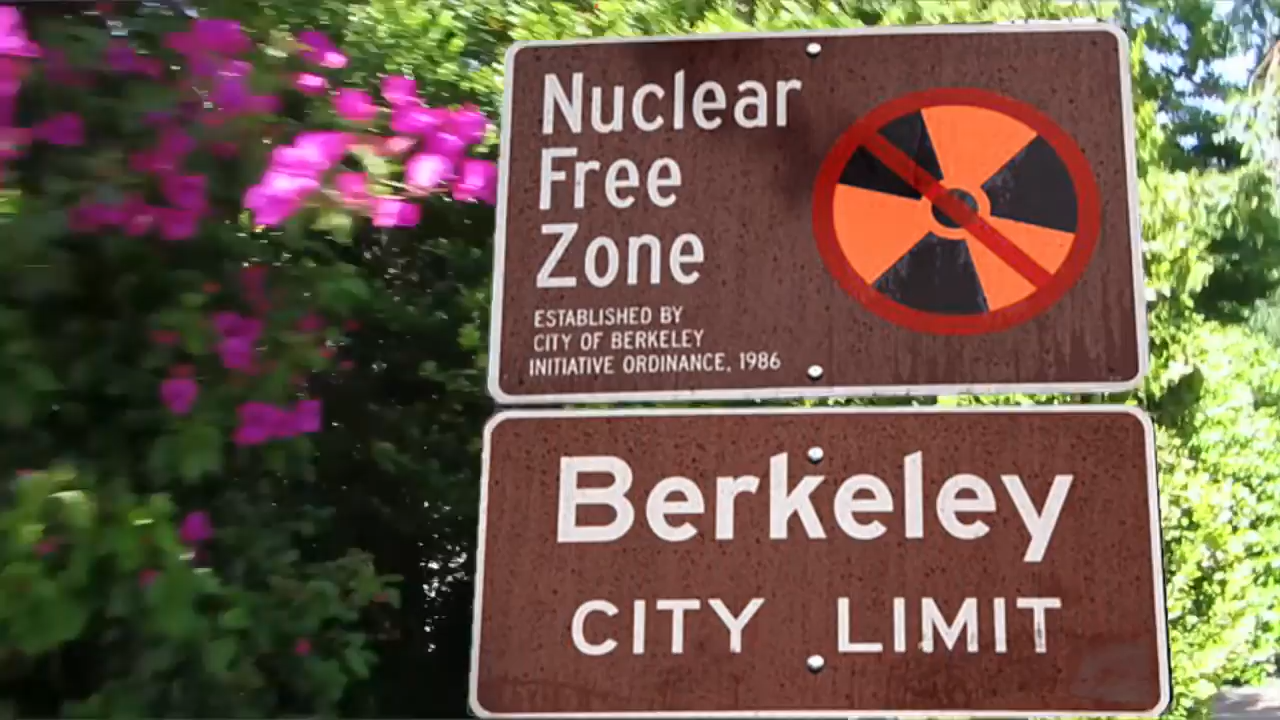 Nuclear
Free
Zone
ESTABLISHED BY
CITY OF BERKELEY
INITIATIVE ORDINANCE, 1986
Berkeley
CITY LIMIT